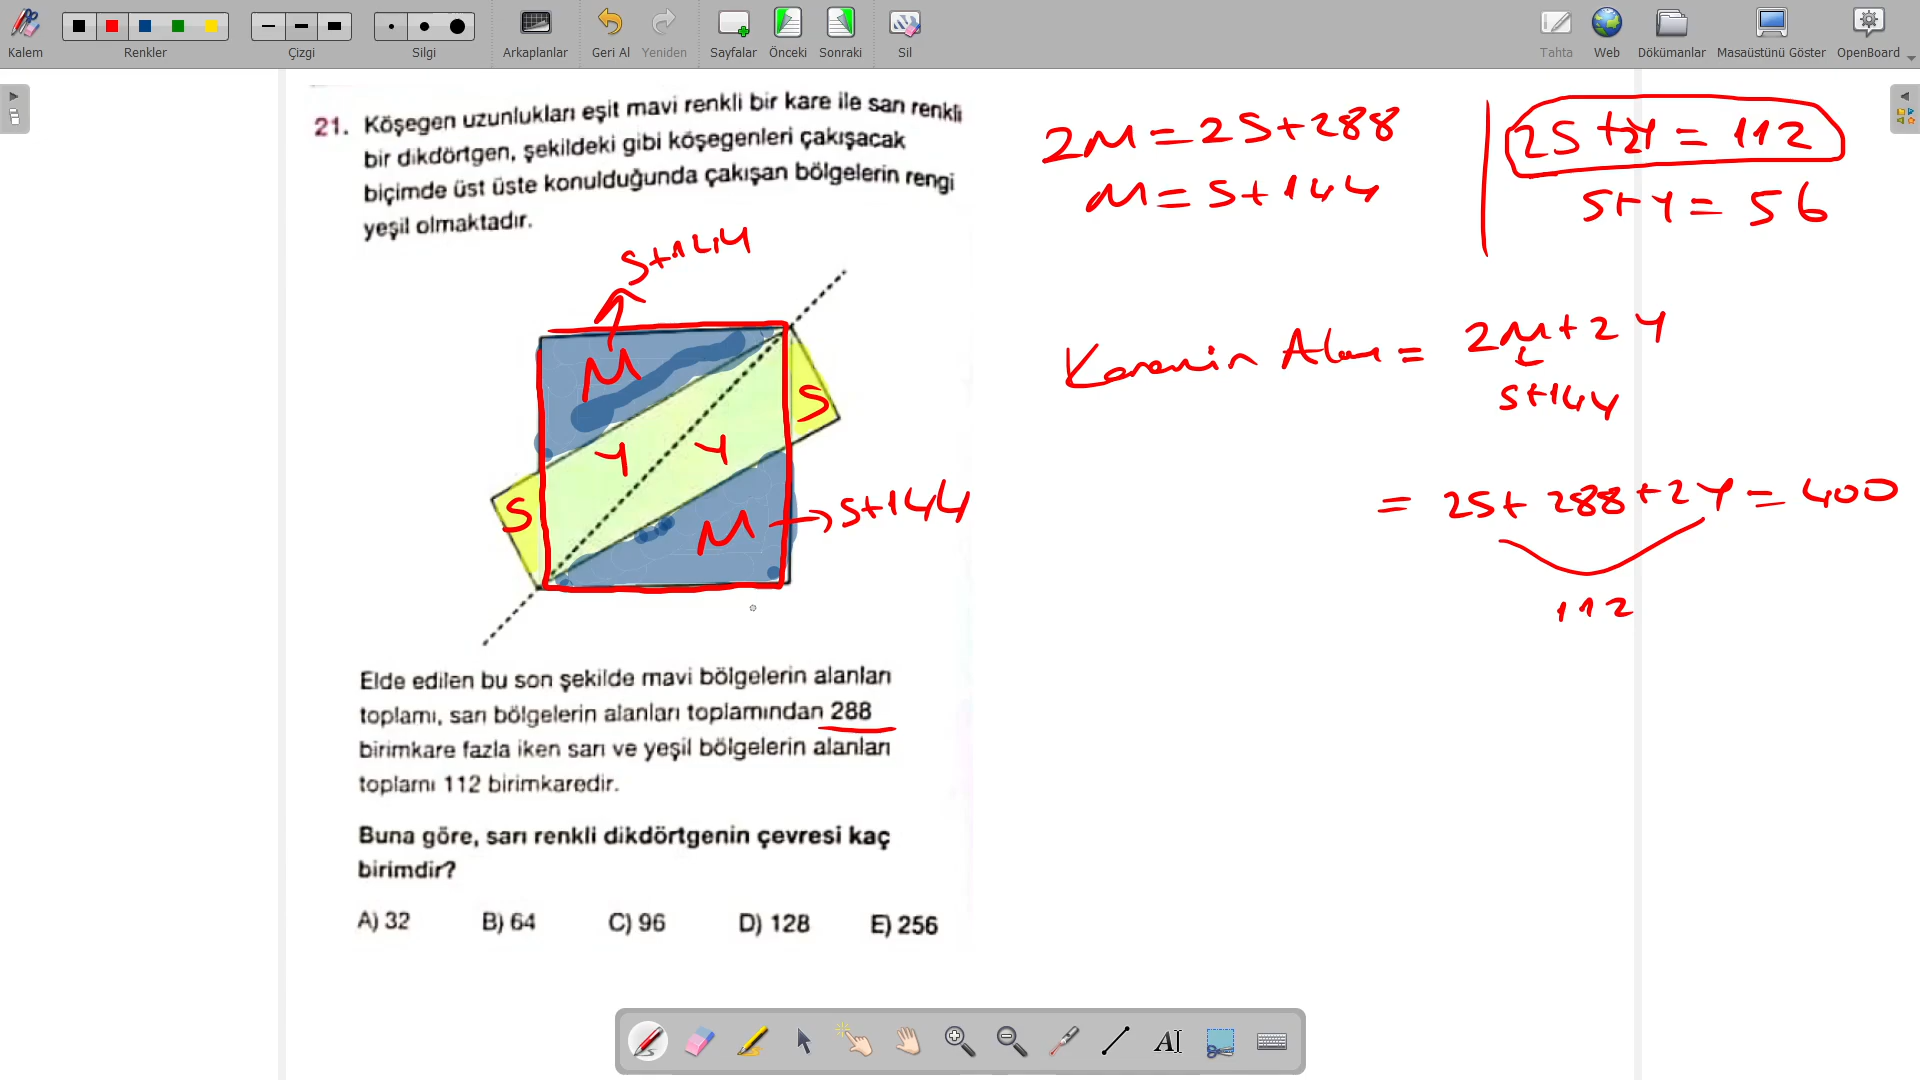 Kalem Renkler Çizgi Silgi Arkaplanlar Geri Al Yeniden Sayfalar Önceki Sonraki Sil Tahta Web Dökümanlar Masaüstünü Göster OpenBoard
21. Köşegen uzunlukları eşit mavi renkli bir kare ile sarı renkli
bir dikdörtgen, şekildeki gibi köşegenleri çakışacak
biçimde üst üste konulduğunda çakışan bölgelerin rengi
yeşil olmaktadır.
S+144
M
S
Y Y
S
M
S+144
Elde edilen bu son şekilde mavi bölgelerin alanları
toplamı, sarı bölgelerin alanları toplamından 288
birimkare fazla iken sarı ve yeşil bölgelerin alanları
toplamı 112 birimkaredir.
Buna göre, sarı renkli dikdörtgenin çevresi kaç
birimdir?
A) 32 B) 64 C) 96 D) 128 E) 256
2M = 2S+288
M = S+144
2S+2Y = 112
S+Y = 56
Karenin Alanı = 2M+2Y
S+144
= 2S+288+2Y = 400
112